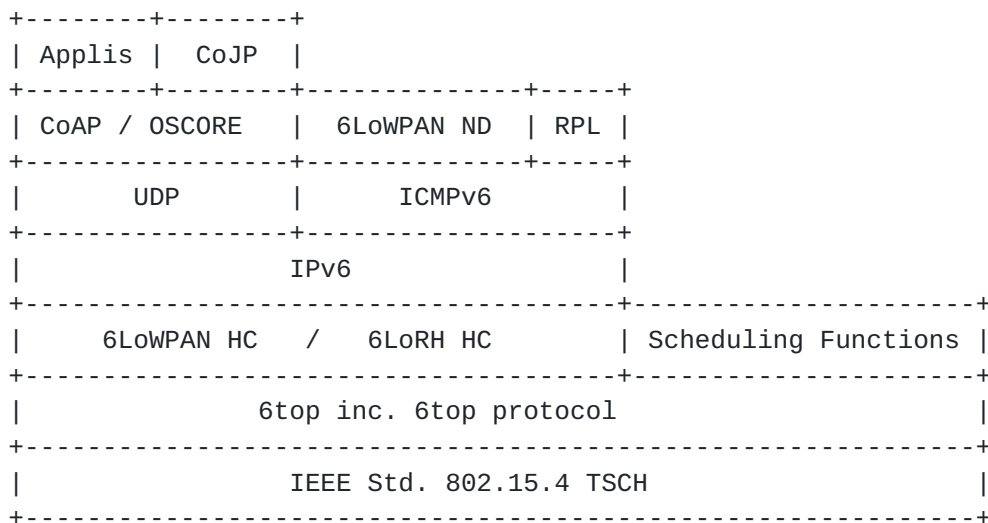 +--------+--------+
| Applis |  CoJP  |
+--------+--------+--------------+-----+
| CoAP / OSCORE   |  6LoWPAN ND  | RPL |
+-----------------+--------------+-----+
|       UDP       |      ICMPv6        |
+-----------------+--------------------+
|                 IPv6                 |
+--------------------------------------+----------------------+
|     6LoWPAN HC   /   6LoRH HC        | Scheduling Functions |
+--------------------------------------+----------------------+
|               6top inc. 6top protocol                       |
+-------------------------------------------------------------+
|                 IEEE Std. 802.15.4 TSCH                     |
+-------------------------------------------------------------+